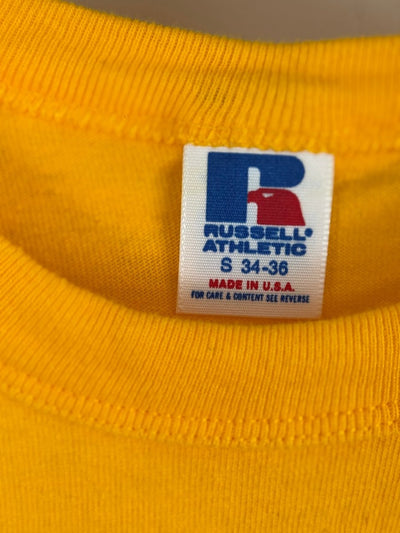 R
RUSSELL®
ATHLETIC
S 34-36
MADE IN U.S.A.
FOR CARE & CONTENT SEE REVERSE